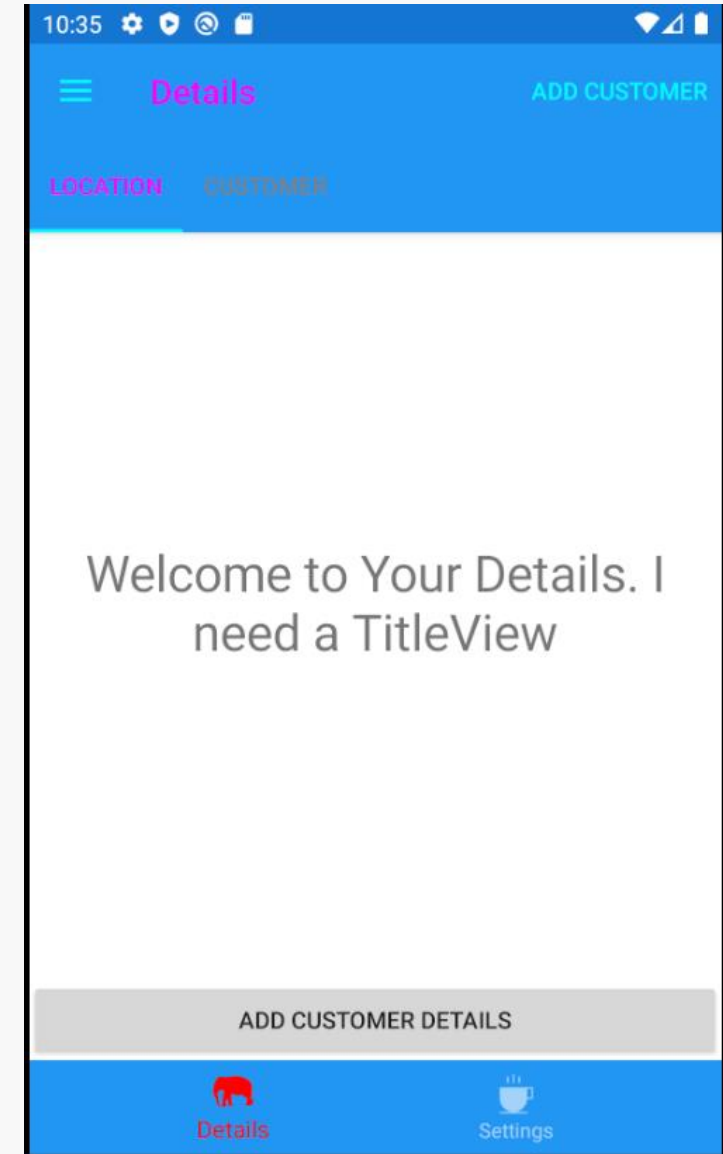 10:35
Details
ADD CUSTOMER
LOCATION CUSTOMER
Welcome to Your Details. I
need a TitleView
ADD CUSTOMER DETAILS
Details Settings